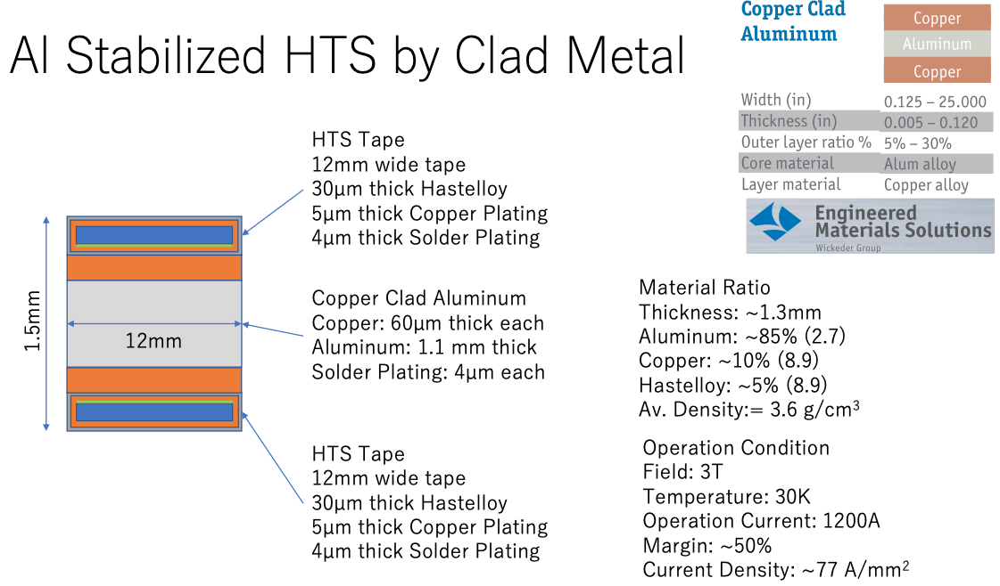 Al Stabilized HTS by Clad Metal
Copper Clad
Aluminum
Copper
Aluminum
Copper
Width (in) 0.125 – 25.000
Thickness (in) 0.005 – 0.120
Outer layer ratio % 5% – 30%
Core material Alum alloy
Layer material Copper alloy
Engineered
Materials Solutions
Wickeder Group
HTS Tape
12mm wide tape
30μm thick Hastelloy
5μm thick Copper Plating
4μm thick Solder Plating
1.5mm
12mm
Copper Clad Aluminum
Copper: 60μm thick each
Aluminum: 1.1 mm thick
Solder Plating: 4μm each
HTS Tape
12mm wide tape
30μm thick Hastelloy
5μm thick Copper Plating
4μm thick Solder Plating
Material Ratio
Thickness: ~1.3mm
Aluminum: ~85% (2.7)
Copper: ~10% (8.9)
Hastelloy: ~5% (8.9)
Av. Density:= 3.6 g/cm³
Operation Condition
Field: 3T
Temperature: 30K
Operation Current: 1200A
Margin: ~50%
Current Density: ~77 A/mm²